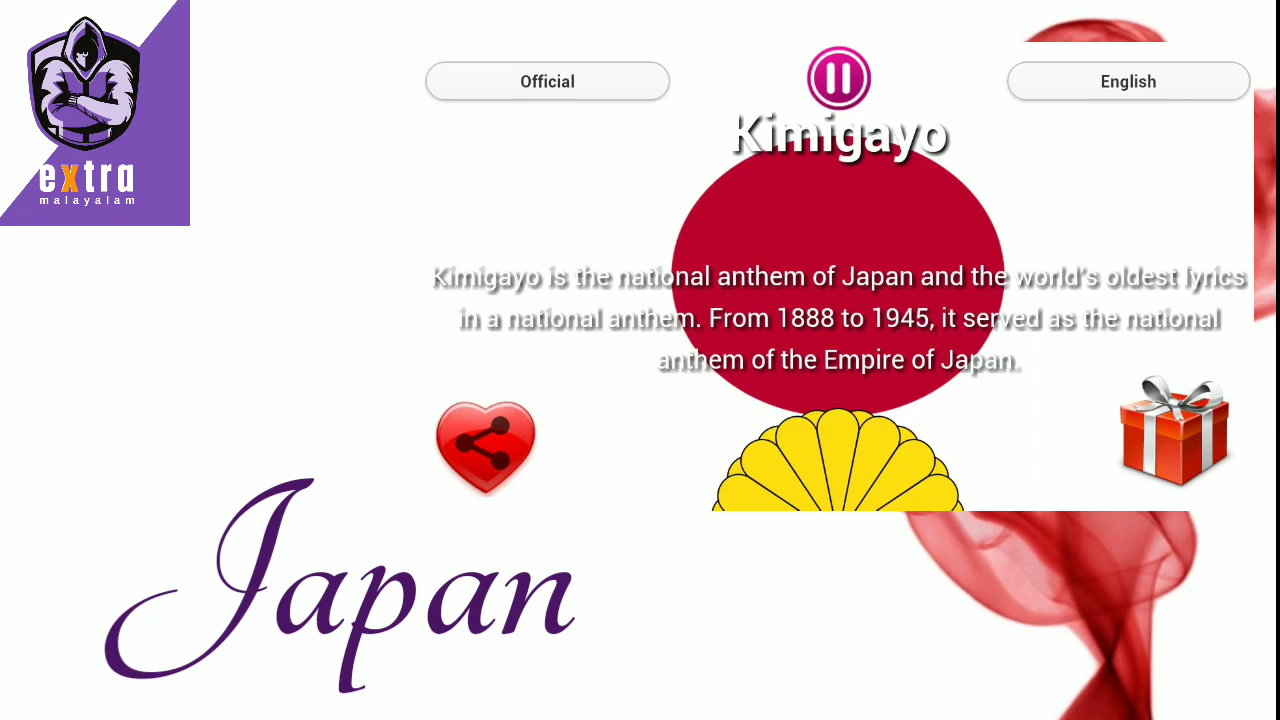 extra
malayalam
Official
English
Kimigayo
Kimigayo is the national anthem of Japan and the world's oldest lyrics
in a national anthem. From 1888 to 1945, it served as the national
anthem of the Empire of Japan.
Japan